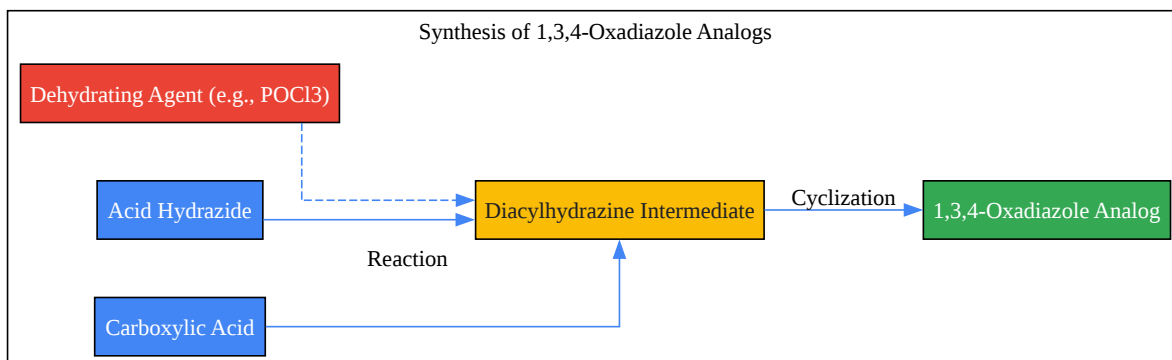 Synthesis of 1,3,4-Oxadiazole Analogs
Dehydrating Agent (e.g., POCl3)
Acid Hydrazide
Diacylhydrazine Intermediate
Cyclization
1,3,4-Oxadiazole Analog
Reaction
Carboxylic Acid